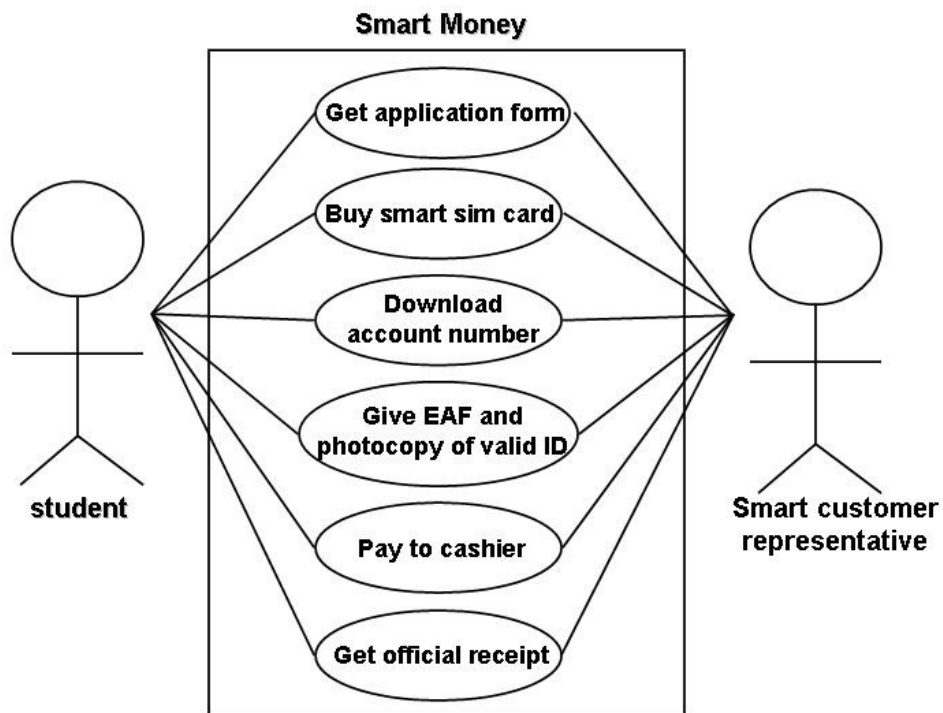 Smart Money
Get application form
Buy smart sim card
Download
account number
Give EAF and
photocopy of valid ID
student
Smart customer
representative
Pay to cashier
Get official receipt